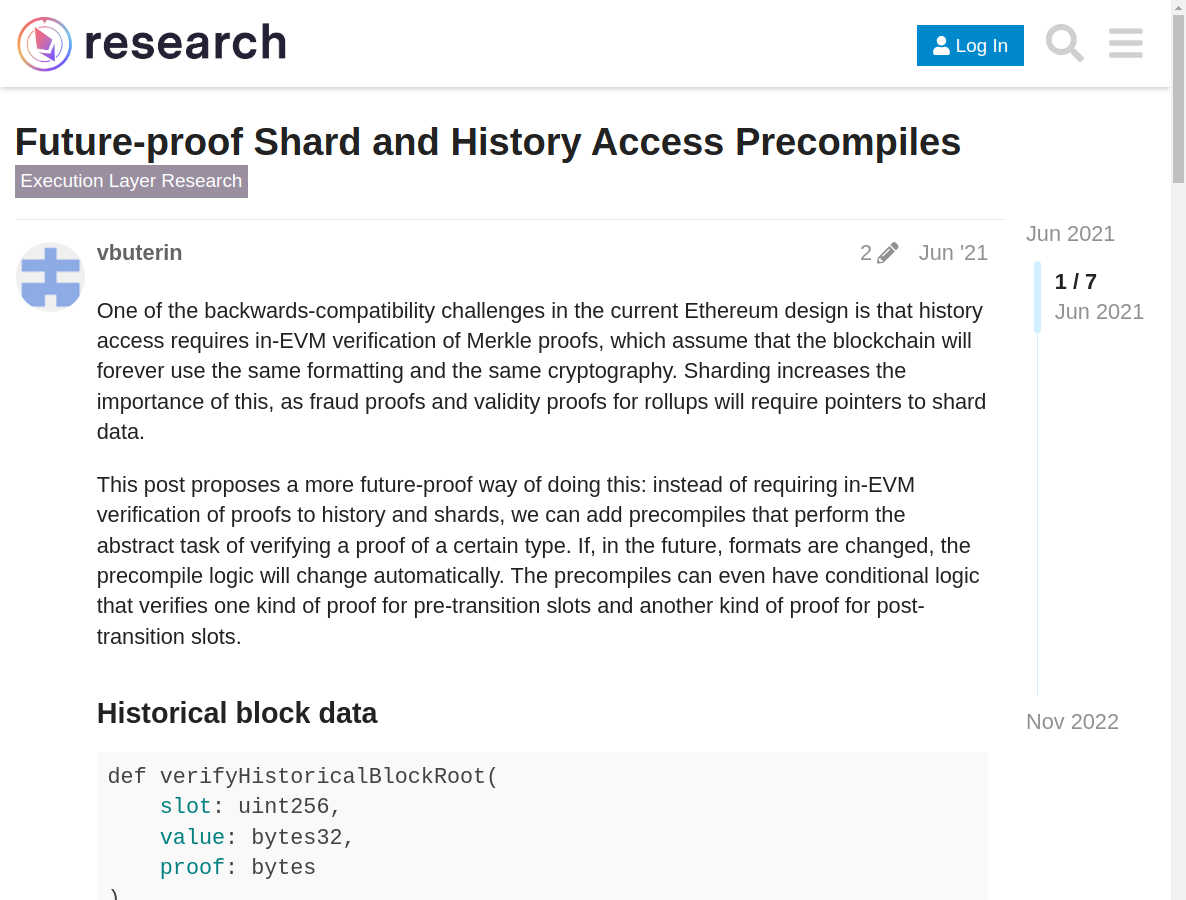 research
Log In
Future-proof Shard and History Access Precompiles
Execution Layer Research
vbuterin
2
Jun '21
Jun 2021
1 / 7
Jun 2021
Nov 2022
One of the backwards-compatibility challenges in the current Ethereum design is that history
access requires in-EVM verification of Merkle proofs, which assume that the blockchain will
forever use the same formatting and the same cryptography. Sharding increases the
importance of this, as fraud proofs and validity proofs for rollups will require pointers to shard
data.
This post proposes a more future-proof way of doing this: instead of requiring in-EVM
verification of proofs to history and shards, we can add precompiles that perform the
abstract task of verifying a proof of a certain type. If, in the future, formats are changed, the
precompile logic will change automatically. The precompiles can even have conditional logic
that verifies one kind of proof for pre-transition slots and another kind of proof for post-
transition slots.
Historical block data
def verifyHistoricalBlockRoot(
    slot: uint256,
    value: bytes32,
    proof: bytes
)